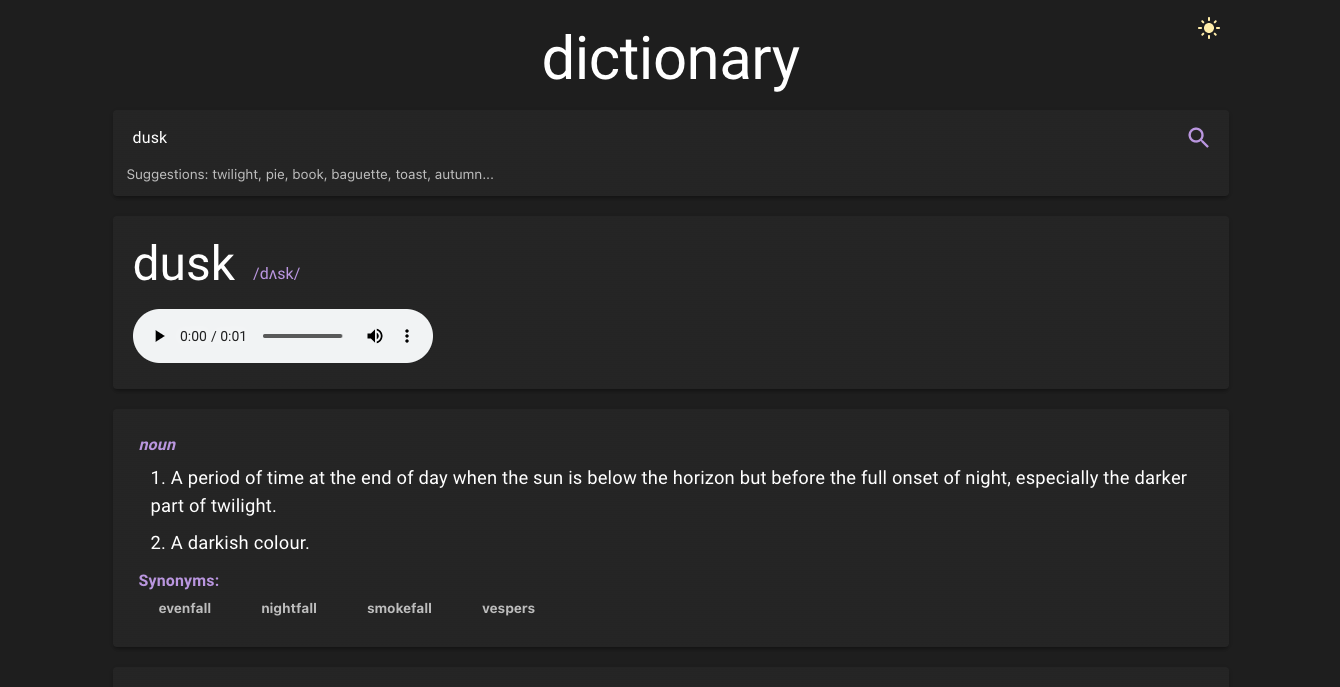 dictionary
dusk
Suggestions: twilight, pie, book, baguette, toast, autumn...
dusk /dʌsk/
0:00 / 0:01
noun
1. A period of time at the end of day when the sun is below the horizon but before the full onset of night, especially the darker
part of twilight.
2. A darkish colour.
Synonyms:
evenfall nightfall smokefall vespers